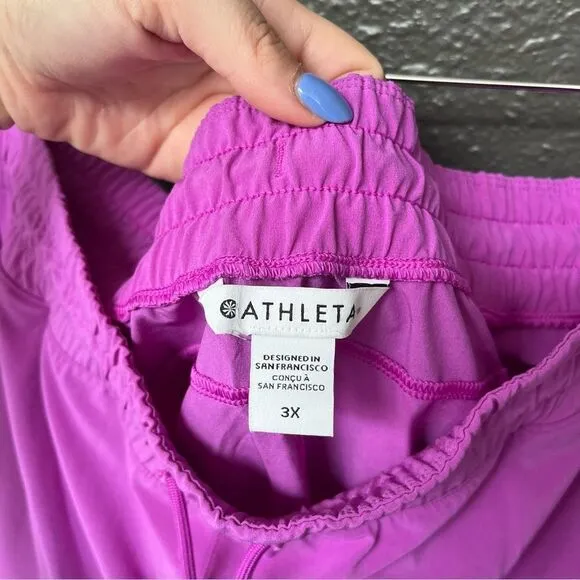 ATHLETA
DESIGNED IN
SAN FRANCISCO
CONÇU À
SAN FRANCISCO
3X